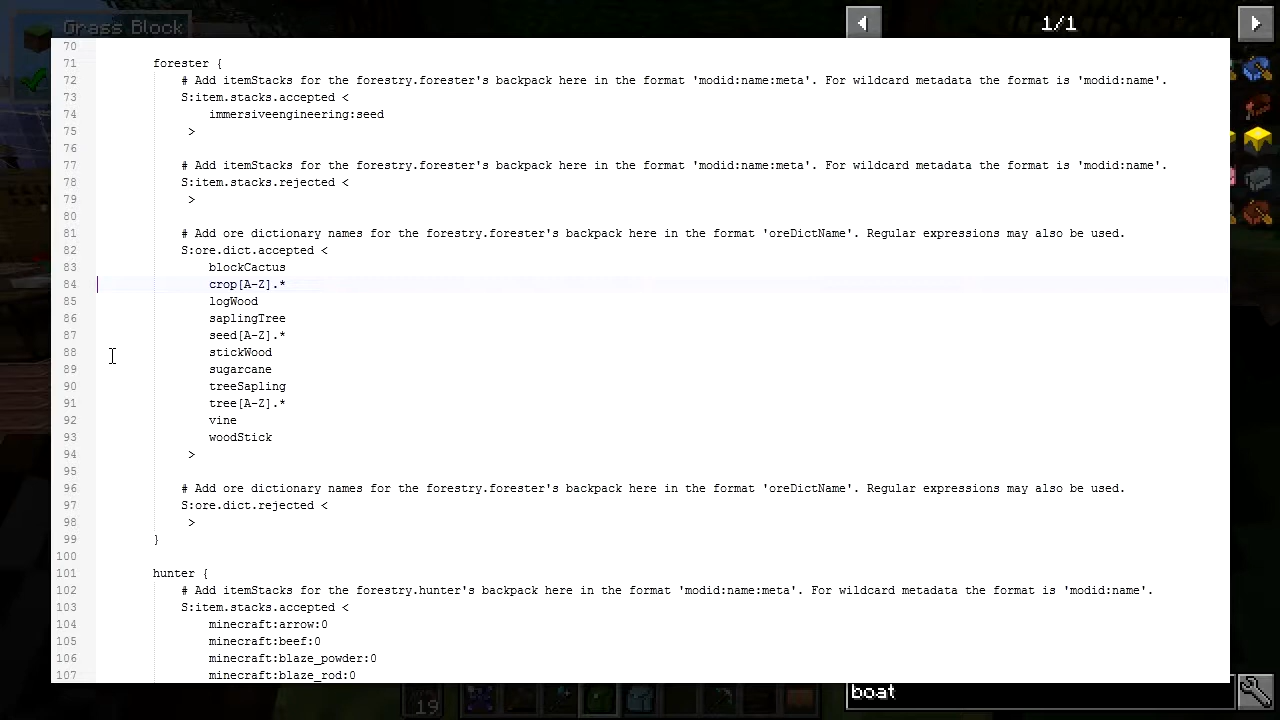 Grass Block
1/1
70
71 forester {
72 # Add itemStacks for the forestry.forester's backpack here in the format 'modid:name:meta'. For wildcard metadata the format is 'modid:name'.
73 S:item.stacks.accepted <
74 immersiveengineering:seed
75 >
76
77 # Add itemStacks for the forestry.forester's backpack here in the format 'modid:name:meta'. For wildcard metadata the format is 'modid:name'.
78 S:item.stacks.rejected <
79 >
80
81 # Add ore dictionary names for the forestry.forester's backpack here in the format 'oreDictName'. Regular expressions may also be used.
82 S:ore.dict.accepted <
83 blockCactus
84 crop[A-Z].*
85 logWood
86 saplingTree
87 seed[A-Z].*
88 stickWood
89 sugarcane
90 treeSapling
91 tree[A-Z].*
92 vine
93 woodStick
94 >
95
96 # Add ore dictionary names for the forestry.forester's backpack here in the format 'oreDictName'. Regular expressions may also be used.
97 S:ore.dict.rejected <
98 >
99 }
100
101 hunter {
102 # Add itemStacks for the forestry.hunter's backpack here in the format 'modid:name:meta'. For wildcard metadata the format is 'modid:name'.
103 S:item.stacks.accepted <
104 minecraft:arrow:0
105 minecraft:beef:0
106 minecraft:blaze_powder:0
107 minecraft:blaze_rod:0
19
boat